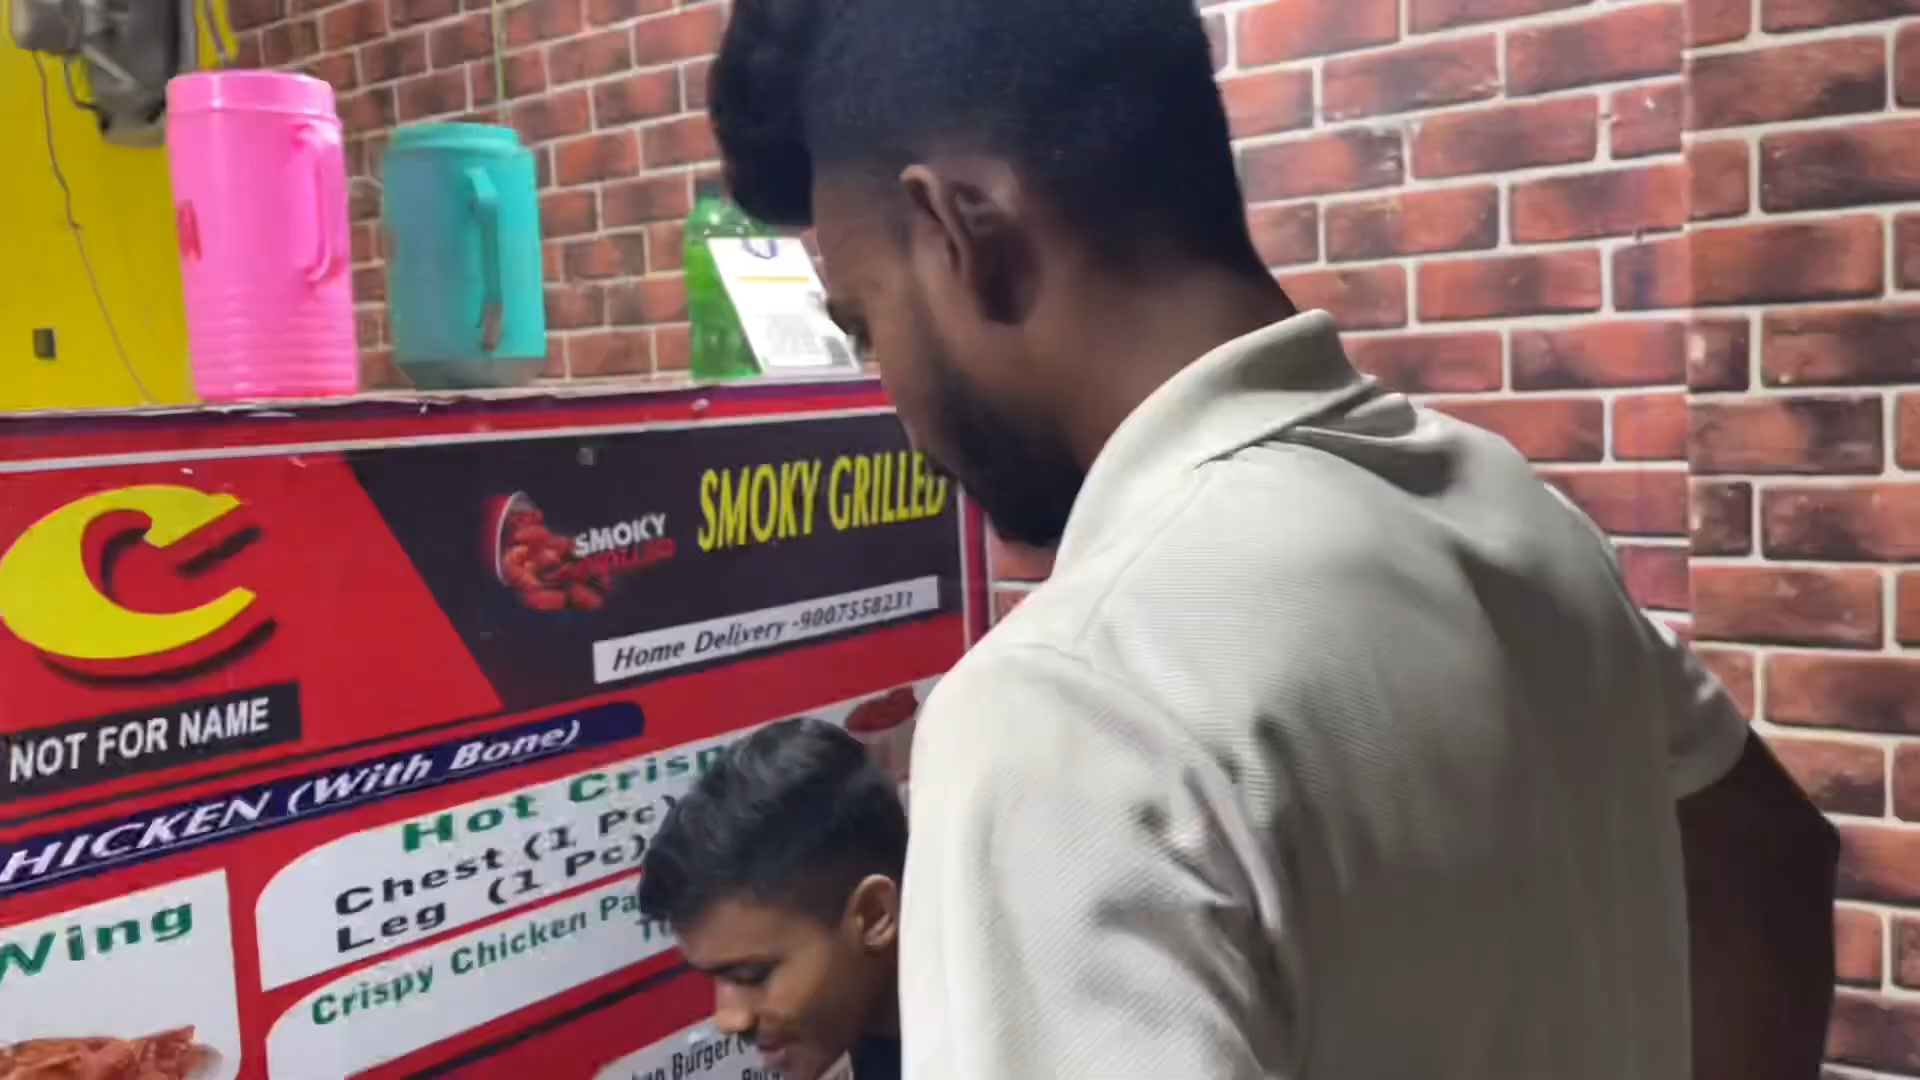 C
SMOKY
SMOKY GRILLED
Home Delivery -9007558231
NOT FOR NAME
HICKEN (With Bone)
Hot Crisp
Chest (1 Pc)
Leg (1 Pc)
Wing
Crispy Chicken Pa
Burger